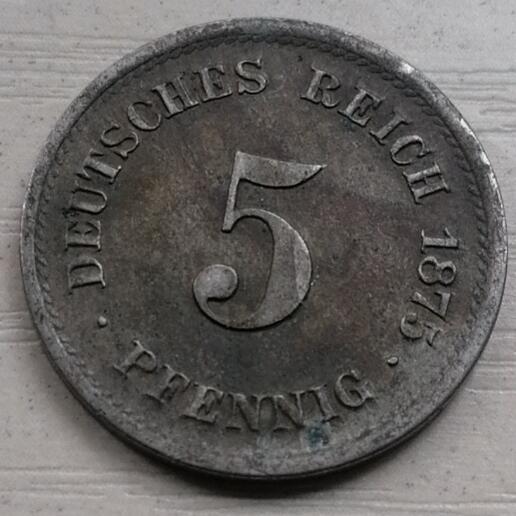 DEUTSCHES REICH 1875
5
· PFENNIG ·